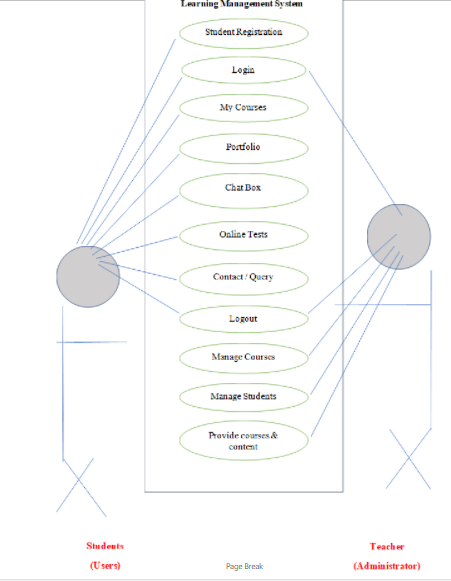 Learning Management System
Student Registration
Login
My Courses
Portfolio
Chat Box
Online Tests
Contact / Query
Logout
Manage Courses
Manage Students
Provide courses &
content
Students
(Users)
Teacher
(Administrator)
Page Break